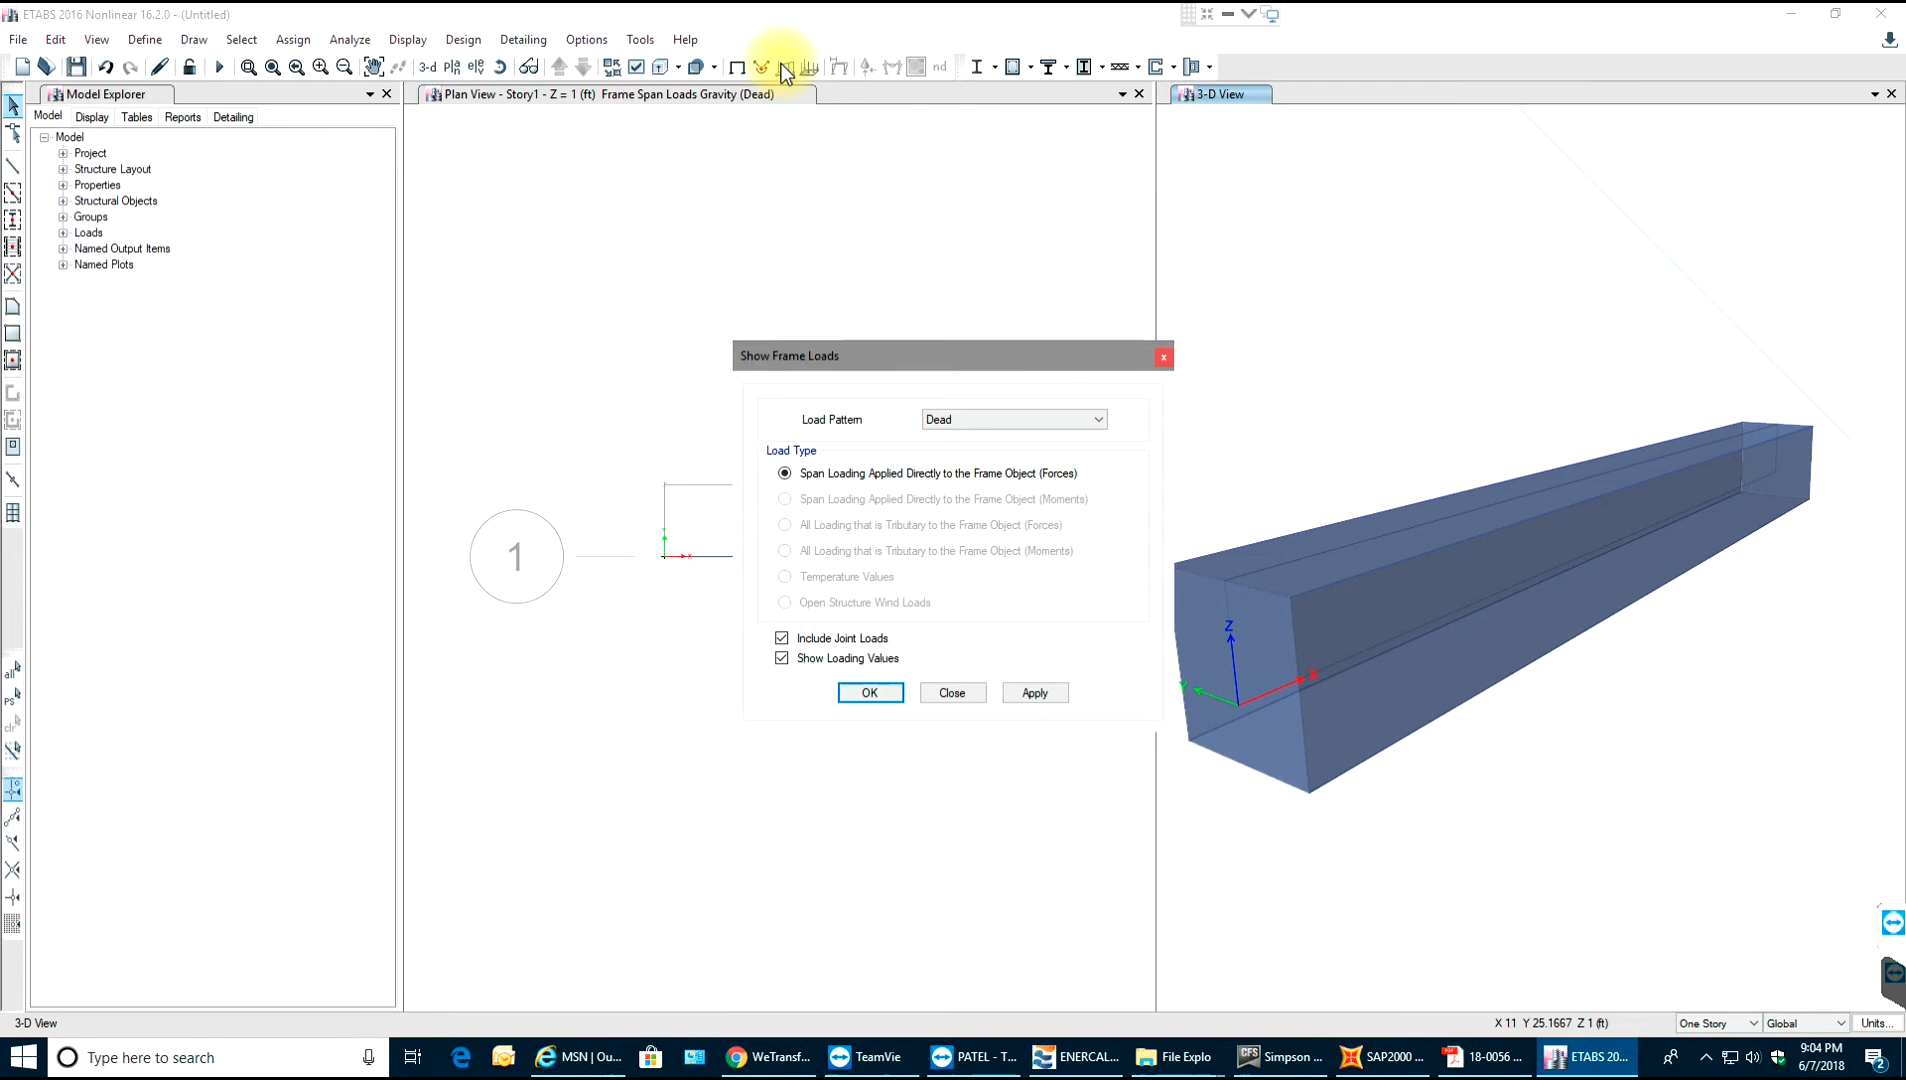 ETABS 2016 Nonlinear 16.2.0 - (Untitled)
File Edit View Define Draw Select Assign Analyze Display Design Detailing Options Tools Help
3-d nd
Model Explorer
Plan View - Story1 - Z = 1 (ft) Frame Span Loads Gravity (Dead)
3-D View
Model Display Tables Reports Detailing
Model
Project
Structure Layout
Properties
Structural Objects
Groups
Loads
Named Output Items
Named Plots
Show Frame Loads
Load Pattern Dead
Load Type
Span Loading Applied Directly to the Frame Object (Forces)
Span Loading Applied Directly to the Frame Object (Moments)
All Loading that is Tributary to the Frame Object (Forces)
All Loading that is Tributary to the Frame Object (Moments)
Temperature Values
Open Structure Wind Loads
Include Joint Loads
Show Loading Values
OK Close Apply
1
X
Z
X
Y
all
PS
clr
3-D View
X 11 Y 25.1667 Z 1 (ft)
One Story Global Units...
Type here to search
MSN | Ou...
WeTransf...
TeamVie
PATEL - T...
ENERCAL...
File Explo
CFS
Simpson ...
SAP2000 ...
18-0056 ...
ETABS 20...
9:04 PM
6/7/2018
2